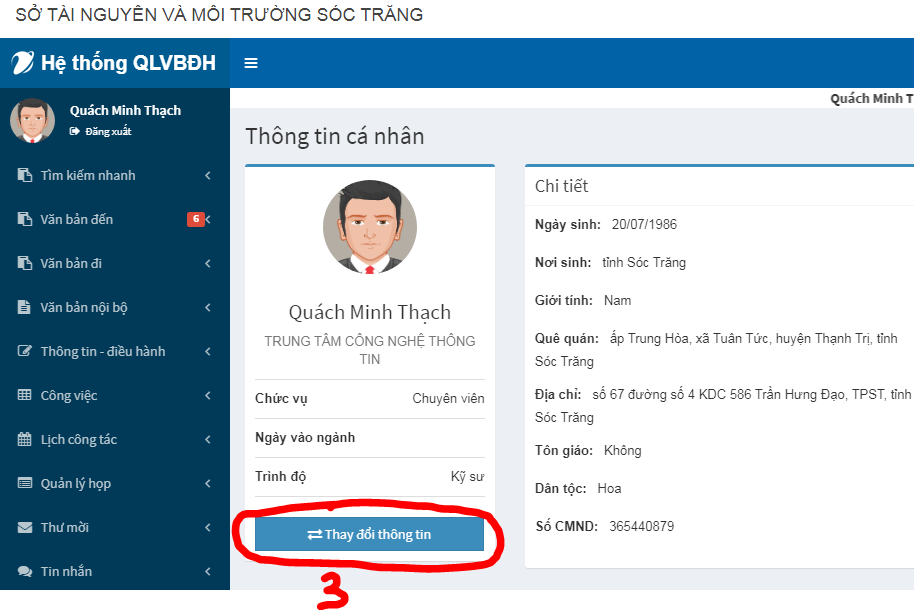 SỞ TÀI NGUYÊN VÀ MÔI TRƯỜNG SÓC TRĂNG
Hệ thống QLVBĐH
Quách Minh T
Quách Minh Thạch
Đăng xuất
Tìm kiếm nhanh
Văn bản đến 6
Văn bản đi
Văn bản nội bộ
Thông tin - điều hành
Công việc
Lịch công tác
Quản lý họp
Thư mời
Tin nhắn
Thông tin cá nhân
Quách Minh Thạch
TRUNG TÂM CÔNG NGHỆ THÔNG
TIN
Chức vụ Chuyên viên
Ngày vào ngành
Trình độ Kỹ sư
Thay đổi thông tin
3
Chi tiết
Ngày sinh: 20/07/1986
Nơi sinh: tỉnh Sóc Trăng
Giới tính: Nam
Quê quán: ấp Trung Hòa, xã Tuân Tức, huyện Thạnh Trị, tỉnh
Sóc Trăng
Địa chỉ: số 67 đường số 4 KDC 586 Trần Hưng Đạo, TPST, tỉnh
Sóc Trăng
Tôn giáo: Không
Dân tộc: Hoa
Số CMND: 365440879